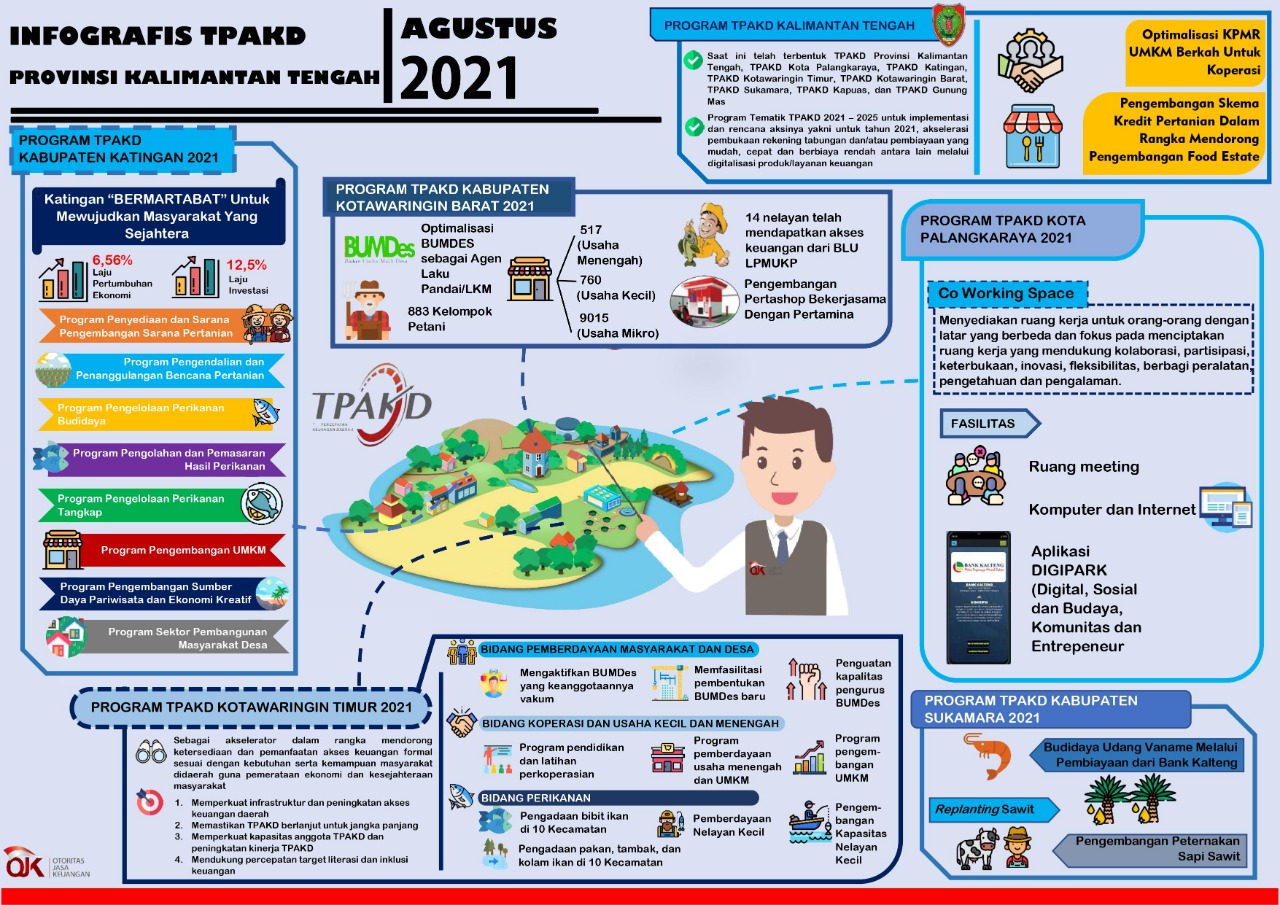 INFOGRAFIS TPAKD
PROVINSI KALIMANTAN TENGAH
AGUSTUS
2021
PROGRAM TPAKD KALIMANTAN TENGAH
Saat ini telah terbentuk TPAKD Provinsi Kalimantan
Tengah, TPAKD Kota Palangkaraya, TPAKD Katingan,
TPAKD Kotawaringin Timur, TPAKD Kotawaringin Barat,
TPAKD Sukamara, TPAKD Kapuas, dan TPAKD Gunung
Mas
Program Tematik TPAKD 2021 – 2025 untuk implementasi
dan rencana aksinya yakni untuk tahun 2021, akselerasi
pembukaan rekening tabungan dan/atau pembiayaan yang
mudah, cepat dan berbiaya rendah antara lain melalui
digitalisasi produk/layanan keuangan
Optimalisasi KPMR
UMKM Berkah Untuk
Koperasi
Pengembangan Skema
Kredit Pertanian Dalam
Rangka Mendorong
Pengembangan Food Estate
PROGRAM TPAKD
KABUPATEN KATINGAN 2021
Katingan “BERMARTABAT” Untuk
Mewujudkan Masyarakat Yang
Sejahtera
6,56%
Laju
Pertumbuhan
Ekonomi
12,5%
Laju
Investasi
Program Penyediaan dan Sarana
Pengembangan Sarana Pertanian
Program Pengendalian dan
Penanggulangan Bencana Pertanian
Program Pengelolaan Perikanan
Budidaya
Program Pengolahan dan Pemasaran
Hasil Perikanan
Program Pengelolaan Perikanan
Tangkap
Program Pengembangan UMKM
Program Pengembangan Sumber
Daya Pariwisata dan Ekonomi Kreatif
Program Sektor Pembangunan
Masyarakat Desa
PROGRAM TPAKD KABUPATEN
KOTAWARINGIN BARAT 2021
BUMDes
Badan Usaha Milik Desa
Optimalisasi
BUMDES
sebagai Agen
Laku
Pandai/LKM
883 Kelompok
Petani
517
(Usaha
Menengah)
760
(Usaha Kecil)
9015
(Usaha Mikro)
14 nelayan telah
mendapatkan akses
keuangan dari BLU
LPMUKP
Pengembangan
Pertashop Bekerjasama
Dengan Pertamina
TPAKD
PERCEPATAN
KEUANGAN DAERAH
OJK
PROGRAM TPAKD KOTA
PALANGKARAYA 2021
Co Working Space
Menyediakan ruang kerja untuk orang-orang dengan
latar yang berbeda dan fokus pada menciptakan
ruang kerja yang mendukung kolaborasi, partisipasi,
keterbukaan, inovasi, fleksibilitas, berbagi peralatan,
pengetahuan dan pengalaman.
FASILITAS
Ruang meeting
Komputer dan Internet
BANK KALTENG
BANK KALTENG
Aplikasi
DIGIPARK
(Digital, Sosial
dan Budaya,
Komunitas dan
Entrepeneur
PROGRAM TPAKD KOTAWARINGIN TIMUR 2021
Sebagai akselerator dalam rangka mendorong
ketersediaan dan pemanfaatan akses keuangan formal
sesuai dengan kebutuhan serta kemampuan masyarakat
didaerah guna pemerataan ekonomi dan kesejahteraan
masyarakat
1. Memperkuat infrastruktur dan peningkatan akses
keuangan daerah
2. Memastikan TPAKD berlanjut untuk jangka panjang
3. Memperkuat kapasitas anggota TPAKD dan
peningkatan kinerja TPAKD
4. Mendukung percepatan target literasi dan inklusi
keuangan
BIDANG PEMBERDAYAAN MASYARAKAT DAN DESA
Mengaktifkan BUMDes
yang keanggotaannya
vakum
Memfasilitasi
pembentukan
BUMDes baru
Penguatan
kapalitas
pengurus
BUMDes
BIDANG KOPERASI DAN USAHA KECIL DAN MENENGAH
Program pendidikan
dan latihan
perkoperasian
Program
pemberdayaan
usaha menengah
dan UMKM
Program
pengem-
bangan
UMKM
BIDANG PERIKANAN
Pengadaan bibit ikan
di 10 Kecamatan
Pemberdayaan
Nelayan Kecil
Pengem-
bangan
Kapasitas
Nelayan
Kecil
Pengadaan pakan, tambak, dan
kolam ikan di 10 Kecamatan
PROGRAM TPAKD KABUPATEN
SUKAMARA 2021
Budidaya Udang Vaname Melalui
Pembiayaan dari Bank Kalteng
Replanting Sawit
Pengembangan Peternakan
Sapi Sawit
OJK
OTORITAS
JASA
KEUANGAN